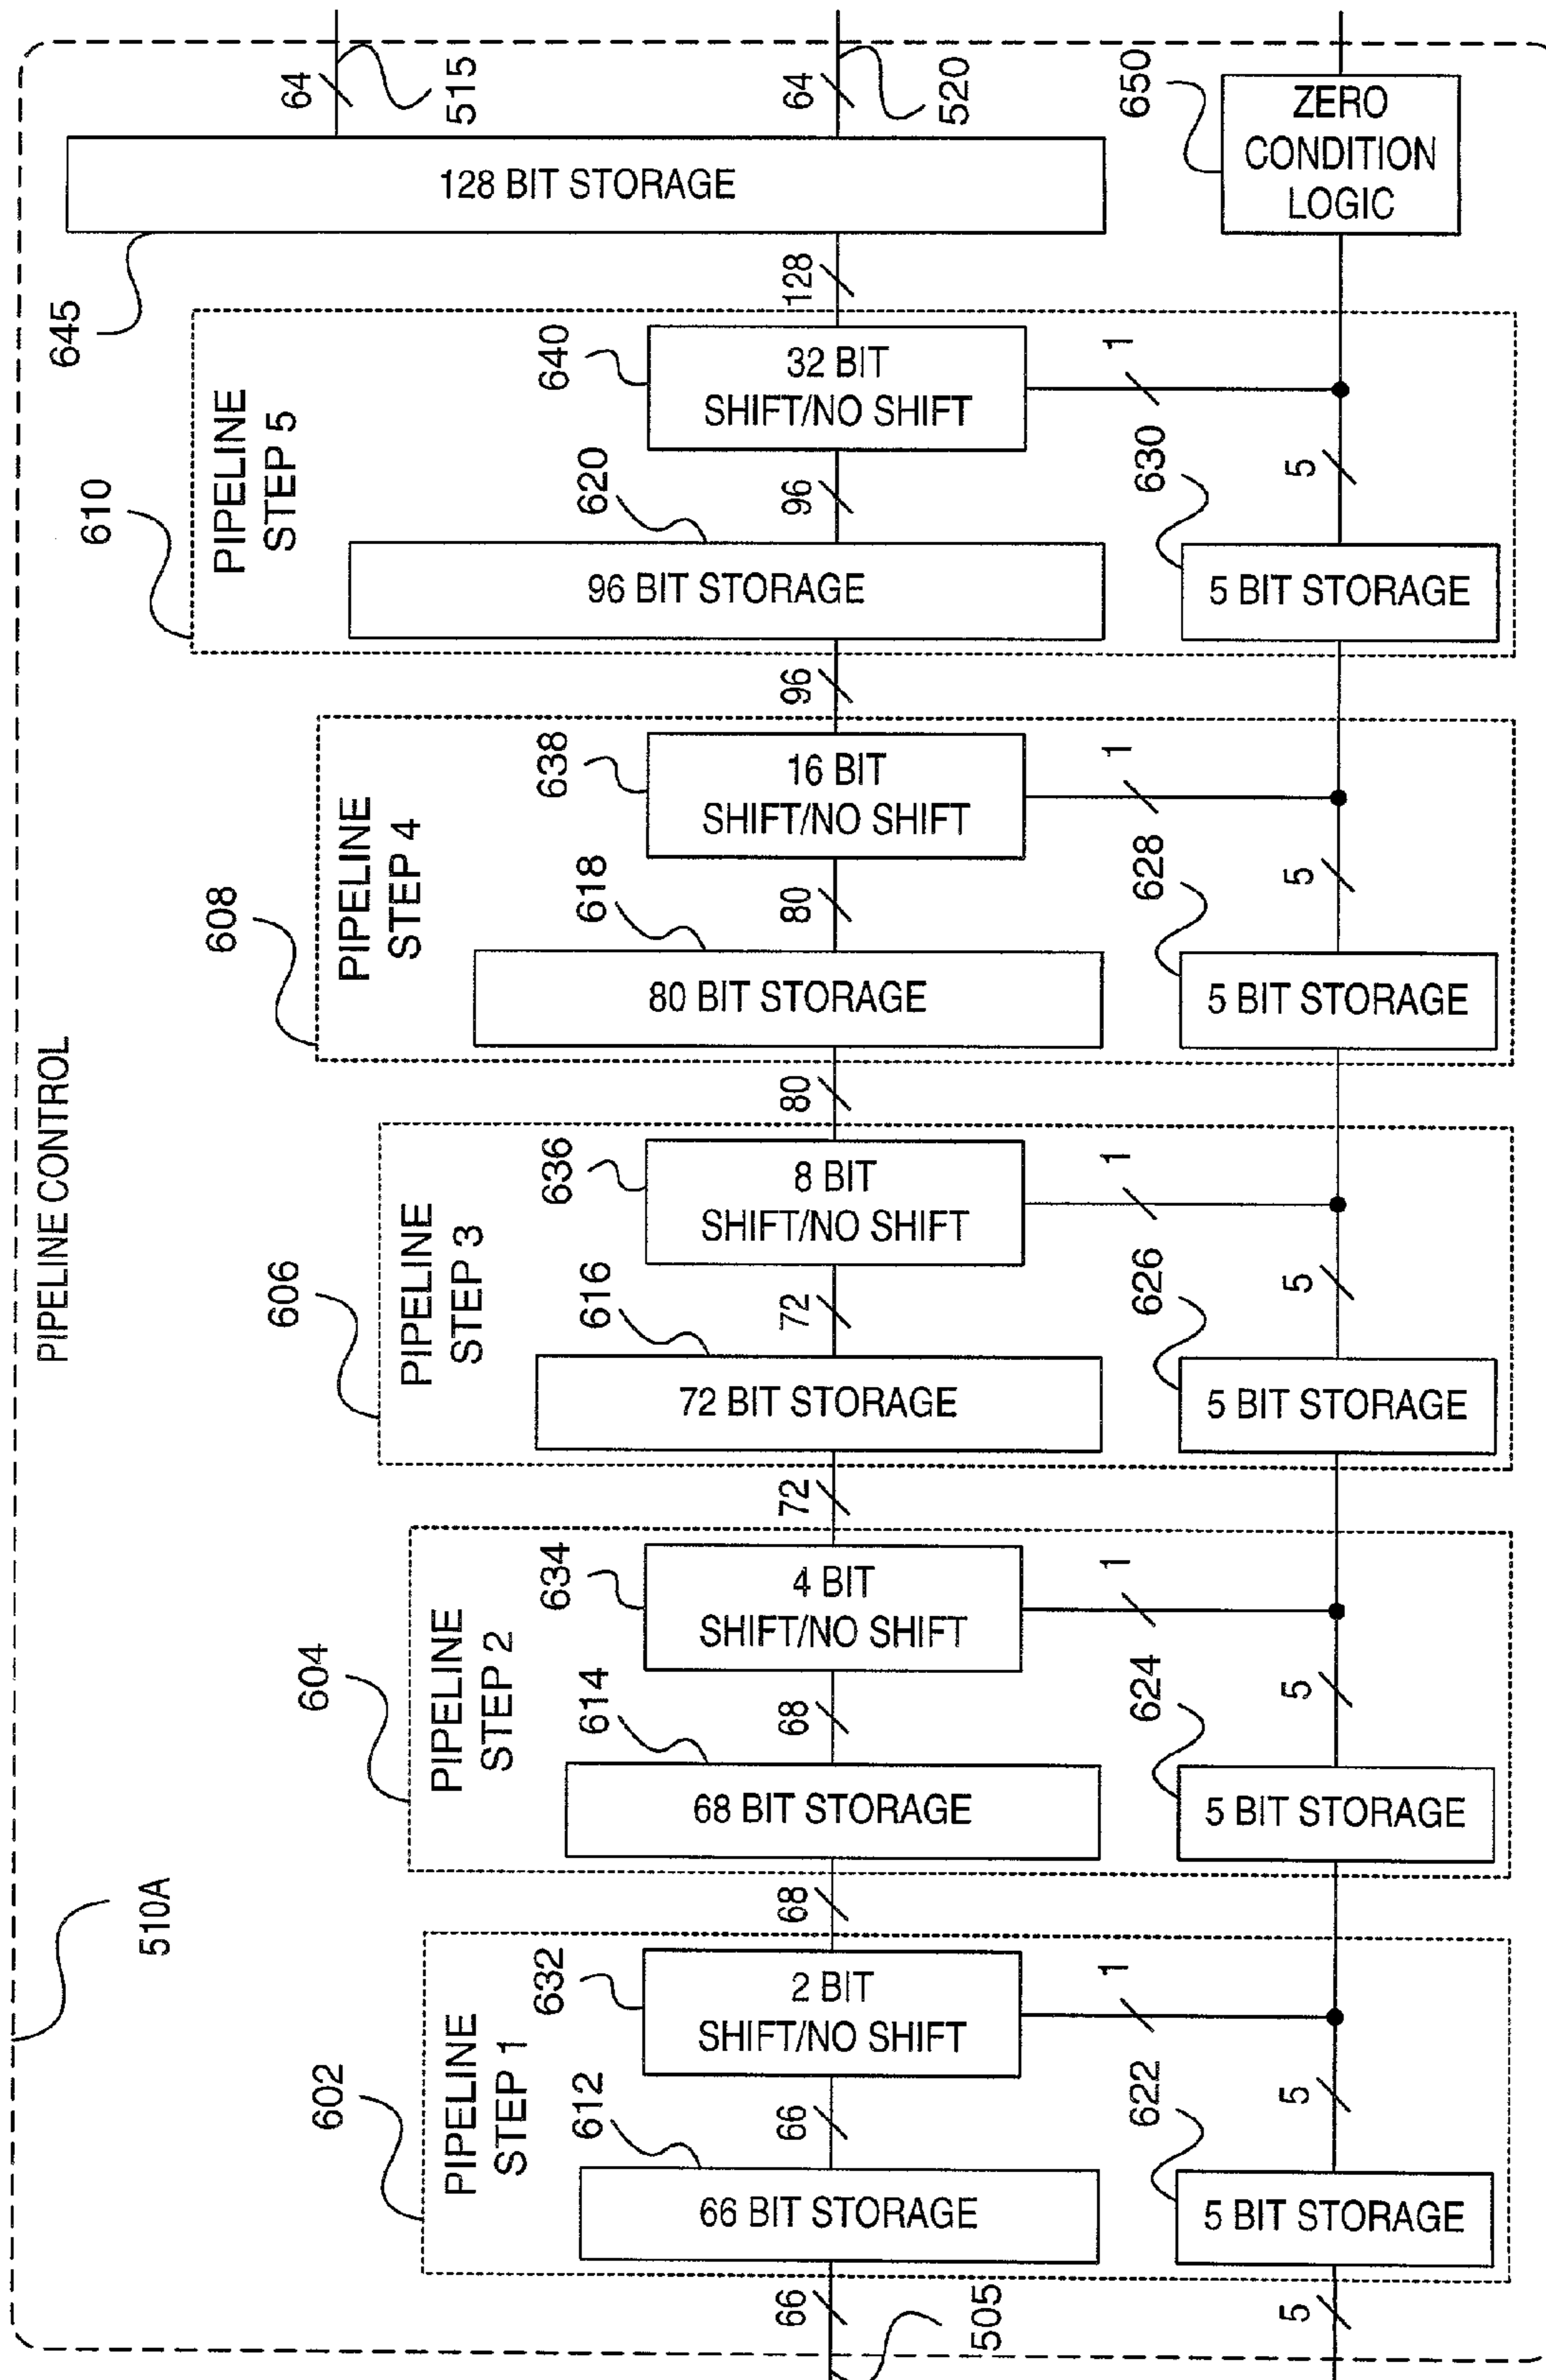 PIPELINE CONTROL
510A
602
PIPELINE
STEP 1
66
505
612
66 BIT STORAGE
66
632
2 BIT
SHIFT/NO SHIFT
68
1
5
622
5 BIT STORAGE
5
604
PIPELINE
STEP 2
614
68 BIT STORAGE
68
634
4 BIT
SHIFT/NO SHIFT
72
1
624
5 BIT STORAGE
5
606
PIPELINE
STEP 3
616
72 BIT STORAGE
72
636
8 BIT
SHIFT/NO SHIFT
80
1
626
5 BIT STORAGE
5
608
PIPELINE
STEP 4
618
80 BIT STORAGE
80
638
16 BIT
SHIFT/NO SHIFT
96
1
628
5 BIT STORAGE
5
610
PIPELINE
STEP 5
620
96 BIT STORAGE
96
640
32 BIT
SHIFT/NO SHIFT
128
1
630
5 BIT STORAGE
5
645
128 BIT STORAGE
64
515
64
520
650
ZERO
CONDITION
LOGIC